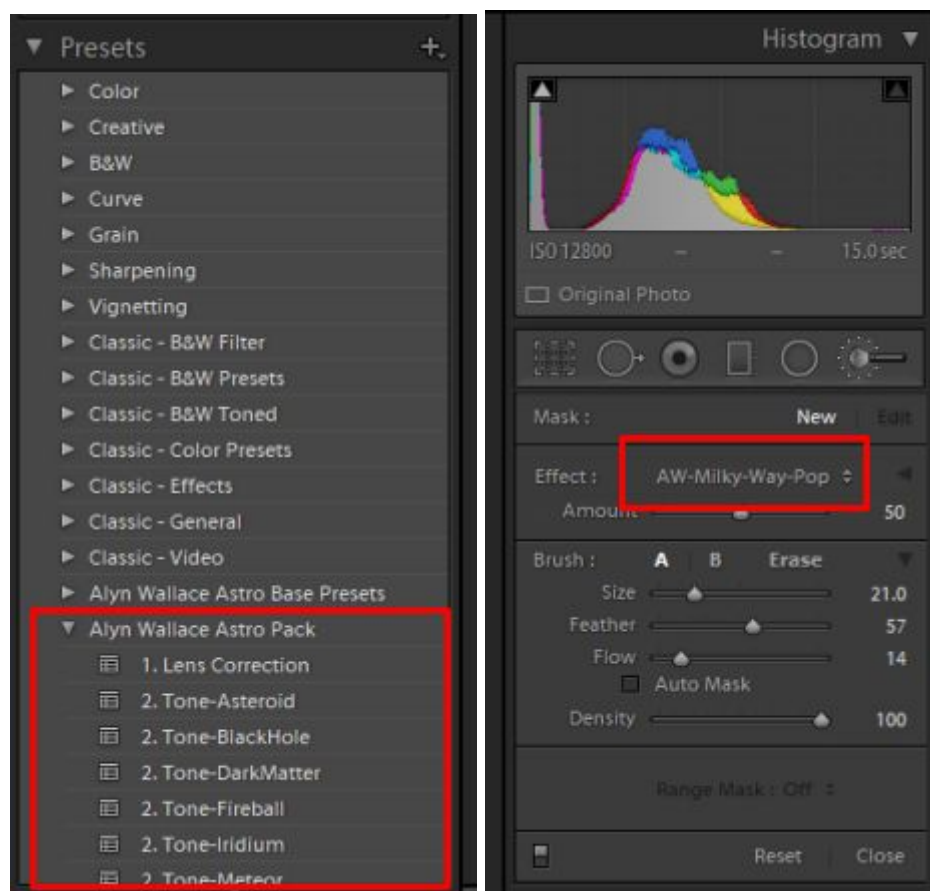 Presets
Color
Creative
B&W
Curve
Grain
Sharpening
Vignetting
Classic - B&W Filter
Classic - B&W Presets
Classic - B&W Toned
Classic - Color Presets
Classic - Effects
Classic - General
Classic - Video
Alyn Wallace Astro Base Presets
Alyn Wallace Astro Pack
1. Lens Correction
2. Tone-Asteroid
2. Tone-BlackHole
2. Tone-DarkMatter
2. Tone-Fireball
2. Tone-Iridium
2. Tone-Meteor
Histogram
ISO 12800 – – 15.0 sec
Original Photo
Mask : New Edit
Effect : AW-Milky-Way-Pop
Amount 50
Brush : A B Erase
Size 21.0
Feather 57
Flow 14
Auto Mask
Density 100
Range Mask : Off
Reset Close